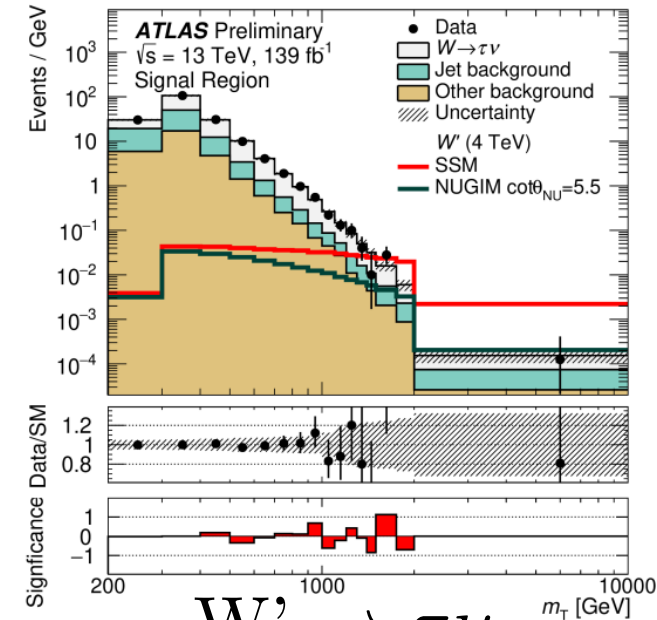 Events / GeV
10³
10²
10
1
10⁻¹
10⁻²
10⁻³
10⁻⁴
ATLAS Preliminary
√s = 13 TeV, 139 fb¹
Signal Region
Data
W→τν
Jet background
Other background
Uncertainty
W′ (4 TeV)
SSM
NUGIM cotθNU=5.5
Data/SM
1.2
1
0.8
Signficance
1
0
−1
200 1000 10000
mT [GeV]
W' → τν